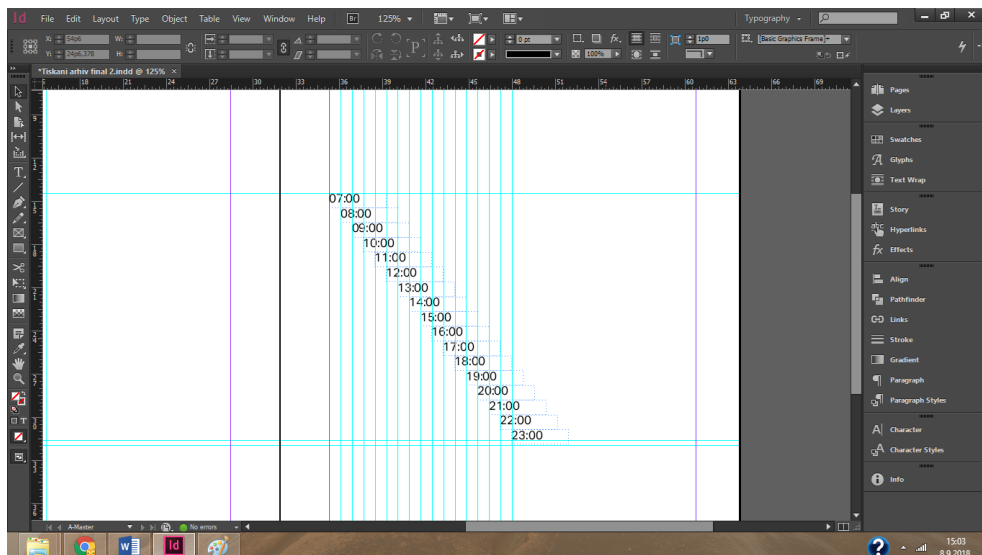 Id File Edit Layout Type Object Table View Window Help Br 125% Typography
X: 54p6 W: 0 pt 1p0 [Basic Graphics Frame]+
Y: 24p6.378 H: 100%
*Tiskani arhiv final 2.indd @ 125% ×
18 21 24 27 30 33 36 39 42 45 48 51 54 57 60 63 66 69
07:00
08:00
09:00
10:00
11:00
12:00
13:00
14:00
15:00
16:00
17:00
18:00
19:00
20:00
21:00
22:00
23:00
Pages
Layers
Swatches
Glyphs
Text Wrap
Story
Hyperlinks
Effects
Align
Pathfinder
Links
Stroke
Gradient
Paragraph
Paragraph Styles
Character
Character Styles
Info
A-Master No errors
15:03
8.9.2018